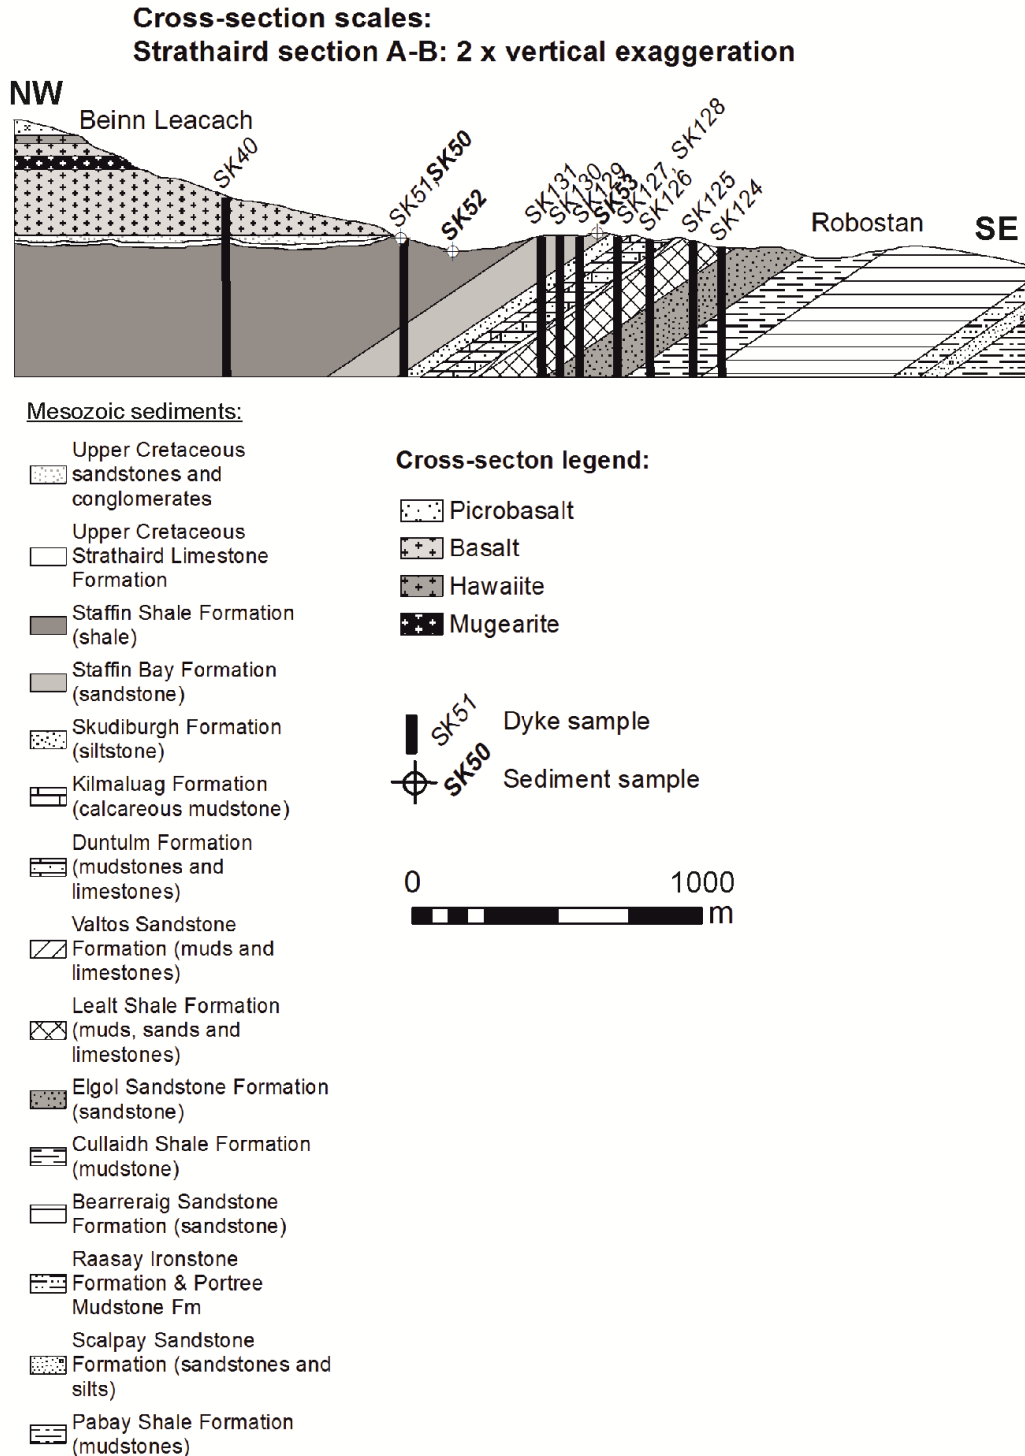 Cross-section scales:
Strathaird section A-B: 2 x vertical exaggeration
NW
Beinn Leacach
SK40
SK51,SK50
SK52
SK131
SK130
SK129
SK53
SK127, SK128
SK126
SK125
SK124
Robostan
SE
Mesozoic sediments:
Upper Cretaceous
sandstones and
conglomerates
Upper Cretaceous
Strathaird Limestone
Formation
Staffin Shale Formation
(shale)
Staffin Bay Formation
(sandstone)
Skudiburgh Formation
(siltstone)
Kilmaluag Formation
(calcareous mudstone)
Duntulm Formation
(mudstones and
limestones)
Valtos Sandstone
Formation (muds and
limestones)
Lealt Shale Formation
(muds, sands and
limestones)
Elgol Sandstone Formation
(sandstone)
Cullaidh Shale Formation
(mudstone)
Bearreraig Sandstone
Formation (sandstone)
Raasay Ironstone
Formation & Portree
Mudstone Fm
Scalpay Sandstone
Formation (sandstones and
silts)
Pabay Shale Formation
(mudstones)
Cross-secton legend:
Picrobasalt
Basalt
Hawaiite
Mugearite
SK51
Dyke sample
SK50
Sediment sample
0 1000
m